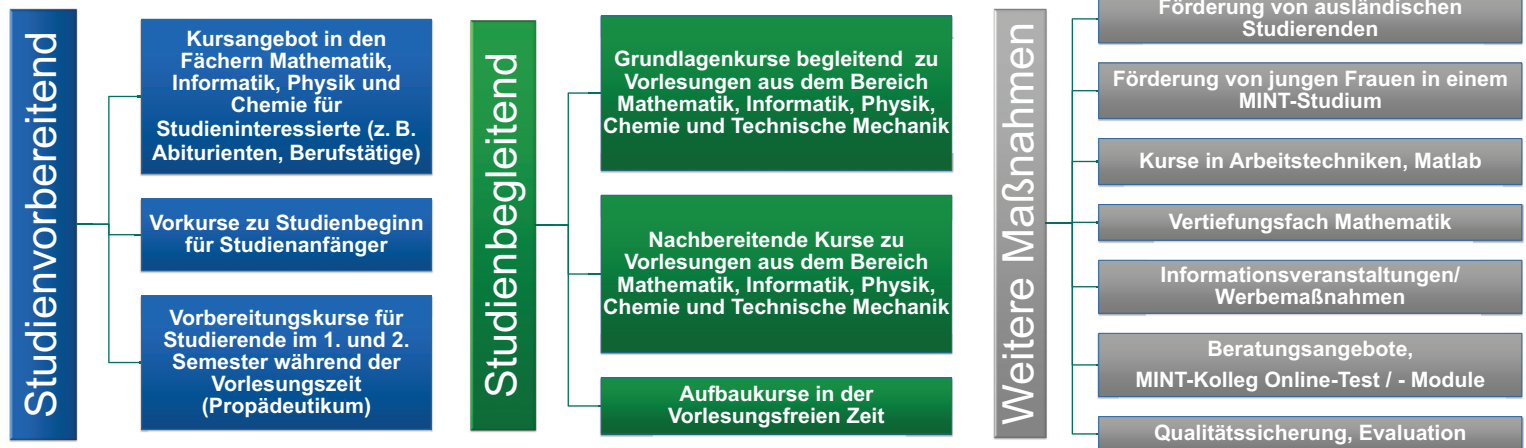 Studienvorbereitend
Kursangebot in den
Fächern Mathematik,
Informatik, Physik und
Chemie für
Studieninteressierte (z. B.
Abiturienten, Berufstätige)
Vorkurse zu Studienbeginn
für Studienanfänger
Vorbereitungskurse für
Studierende im 1. und 2.
Semester während der
Vorlesungszeit
(Propädeutikum)
Studienbegleitend
Grundlagenkurse begleitend zu
Vorlesungen aus dem Bereich
Mathematik, Informatik, Physik,
Chemie und Technische Mechanik
Nachbereitende Kurse zu
Vorlesungen aus dem Bereich
Mathematik, Informatik, Physik,
Chemie und Technische Mechanik
Aufbaukurse in der
Vorlesungsfreien Zeit
Weitere Maßnahmen
Förderung von ausländischen
Studierenden
Förderung von jungen Frauen in einem
MINT-Studium
Kurse in Arbeitstechniken, Matlab
Vertiefungsfach Mathematik
Informationsveranstaltungen/
Werbemaßnahmen
Beratungsangebote,
MINT-Kolleg Online-Test / - Module
Qualitätssicherung, Evaluation